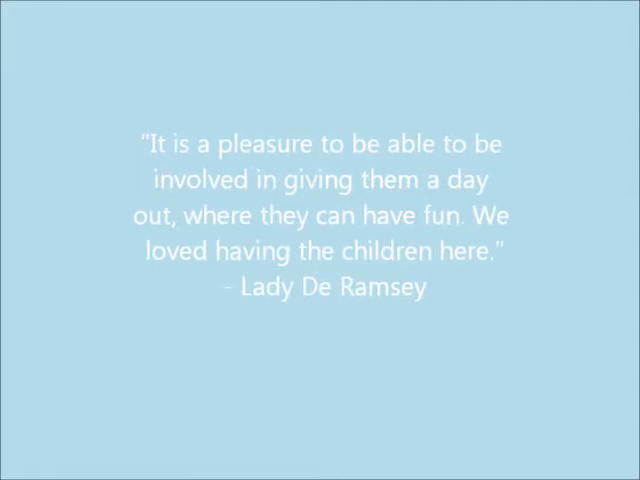 "It is a pleasure to be able to be
involved in giving them a day
out, where they can have fun. We
loved having the children here."
- Lady De Ramsey